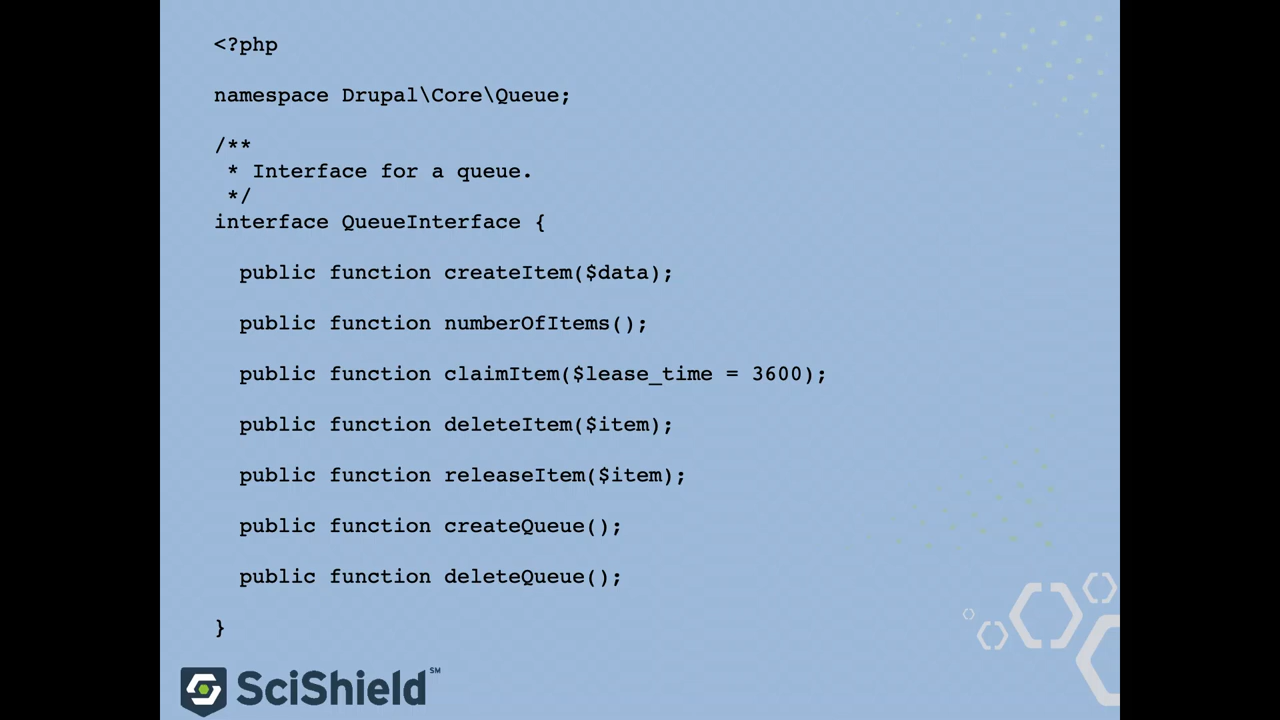 <?php
namespace Drupal\Core\Queue;
/**
 * Interface for a queue.
 */
interface QueueInterface {
  public function createItem($data);
  public function numberOfItems();
  public function claimItem($lease_time = 3600);
  public function deleteItem($item);
  public function releaseItem($item);
  public function createQueue();
  public function deleteQueue();
}
SciShield℠